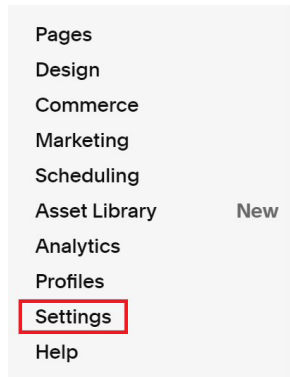 Pages
Design
Commerce
Marketing
Scheduling
Asset Library New
Analytics
Profiles
Settings
Help